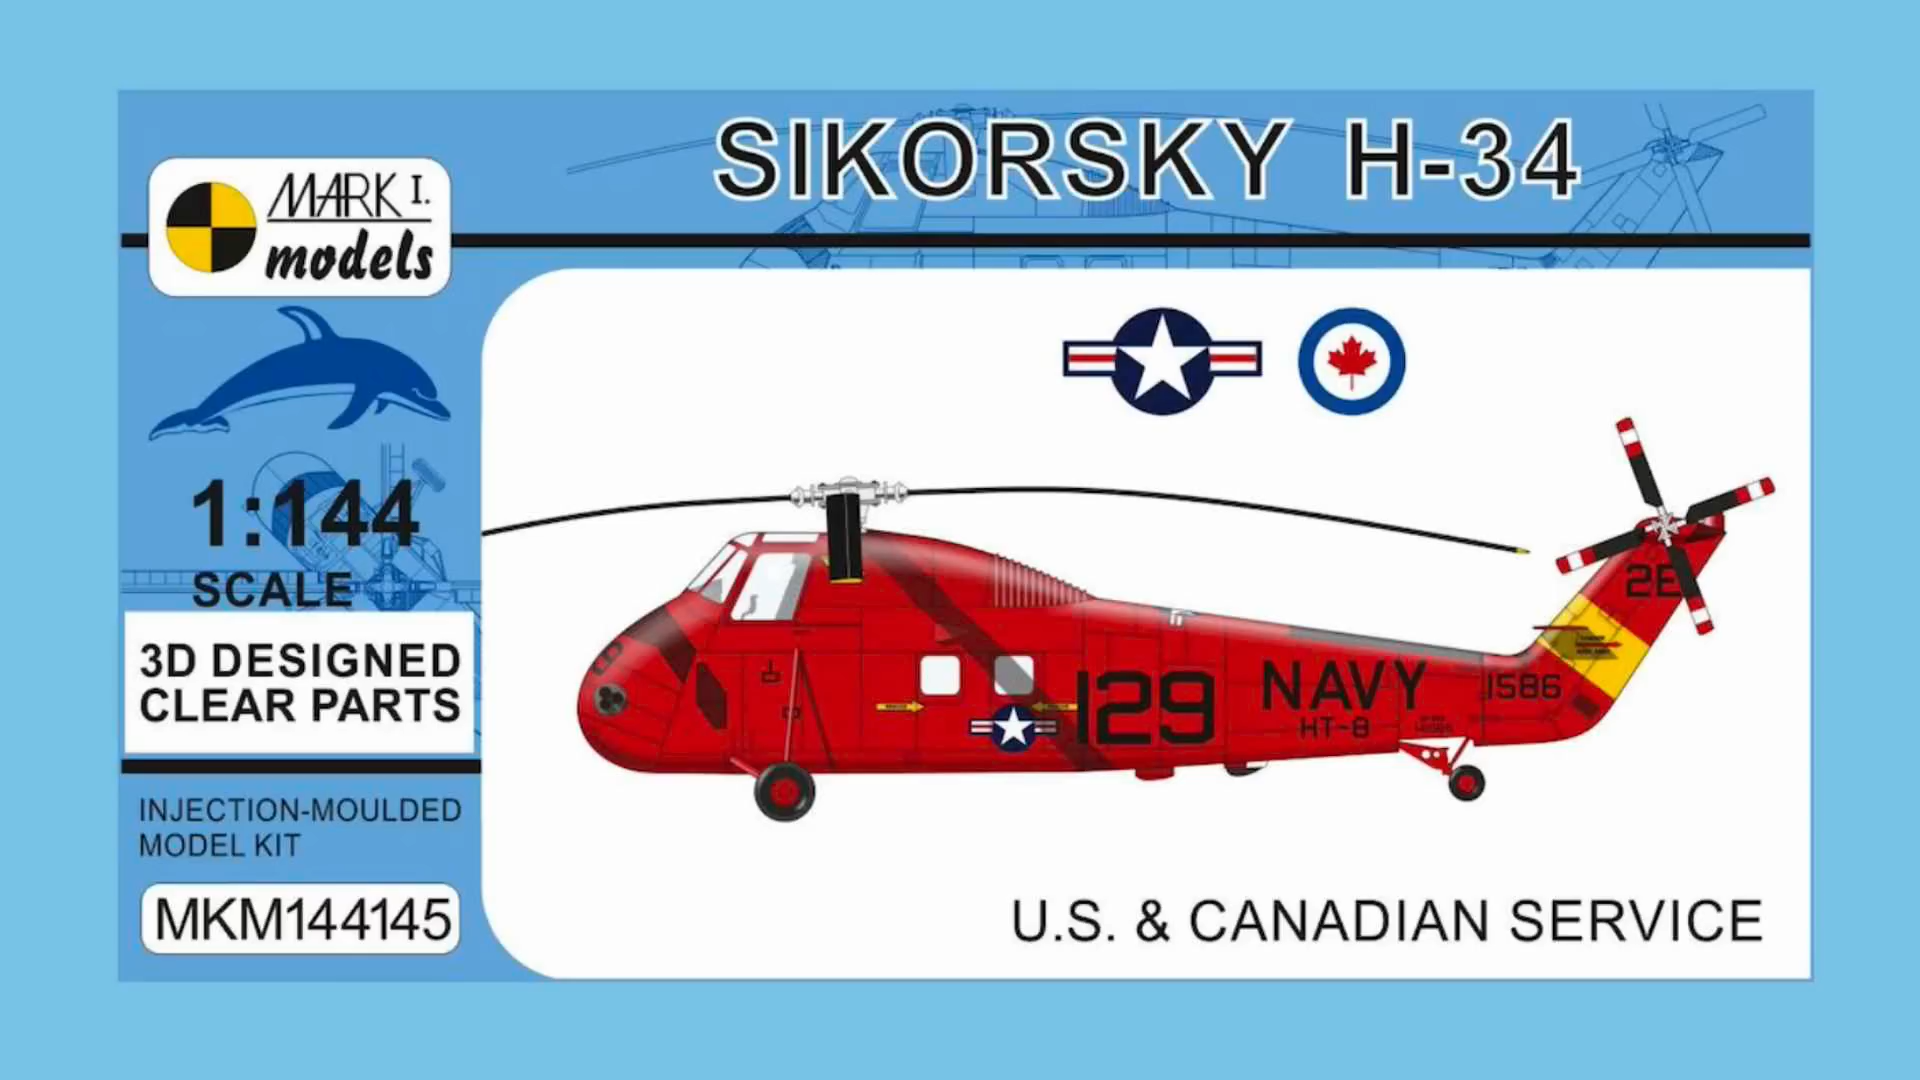 SIKORSKY H-34
MARK I.
models
1:144
SCALE
3D DESIGNED
CLEAR PARTS
INJECTION-MOULDED
MODEL KIT
MKM144145
2E
129
NAVY
1586
HT-8
U.S. & CANADIAN SERVICE